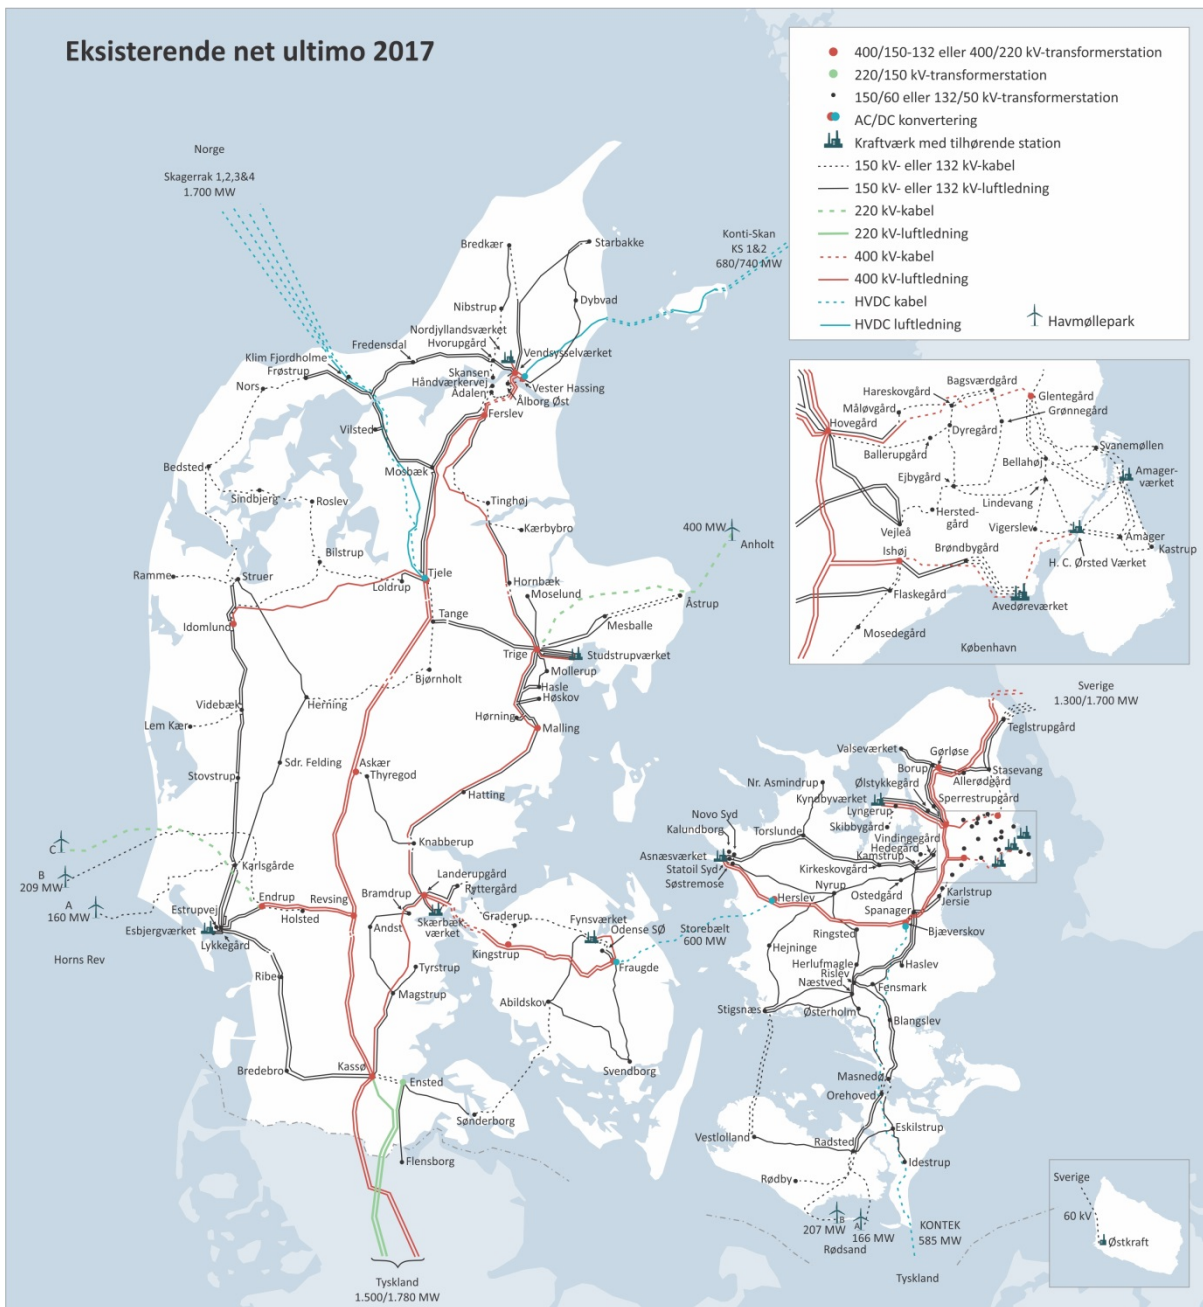 Eksisterende net ultimo 2017
400/150-132 eller 400/220 kV-transformerstation
220/150 kV-transformerstation
150/60 eller 132/50 kV-transformerstation
AC/DC konvertering
Kraftværk med tilhørende station
150 kV- eller 132 kV-kabel
150 kV- eller 132 kV-luftledning
220 kV-kabel
220 kV-luftledning
400 kV-kabel
400 kV-luftledning
HVDC kabel
HVDC luftledning
Havmøllepark
Norge
Skagerrak 1,2,3&4
1.700 MW
Konti-Skan
KS 1&2
680/740 MW
Bredkær
Starbakke
Nibstrup
Dybvad
Nordjyllandsværket
Hvorupgård
Vendsysselværket
Fredensdal
Klim Fjordholme
Frøstrup
Nors
Skansen
Håndværkervej
Ådalen
Vester Hassing
Ålborg Øst
Ferslev
Vilsted
Mosbæk
Bedsted
Sindbjerg
Roslev
Tinghøj
Kærbybro
400 MW
Anholt
Bilstrup
Ramme
Struer
Loldrup
Tjele
Hornbæk
Moselund
Åstrup
Idomlund
Tange
Mesballe
Trige
Studstrupværket
Mollerup
Bjørnholt
Hasle
Høskov
Herning
Videbæk
Lem Kær
Hørning
Malling
Sdr. Felding
Askær
Thyregod
Stovstrup
Hatting
Knabberup
C
B
209 MW
A
160 MW
Horns Rev
Karlsgårde
Landerupgård
Ryttergård
Bramdrup
Endrup
Revsing
Holsted
Estrupvej
Esbjergværket
Lykkegård
Skærbæk-
værket
Andst
Graderup
Fynsværket
Odense SØ
Kingstrup
Fraugde
Storebælt
600 MW
Ribe
Tyrstrup
Magstrup
Abildskov
Svendborg
Bredebro
Kassø
Ensted
Sønderborg
Flensborg
Tyskland
1.500/1.780 MW
Hareskovgård
Bagsværdgård
Glentegård
Grønnegård
Måløvgård
Hovegård
Dyregård
Ballerupgård
Svanemøllen
Bellahøj
Amager-
værket
Ejbygård
Lindevang
Hersted-
gård
Vigerslev
Vejleå
Ishøj
Brøndbygård
Amager
Kastrup
H. C. Ørsted Værket
Flaskegård
Avedøreværket
Mosedegård
København
Sverige
1.300/1.700 MW
Teglstrupgård
Valseværket
Gørløse
Borup
Stasevang
Allerødgård
Ølstykkegård
Nr. Asmindrup
Kyndbyværket
Sperrestrupgård
Lyngerup
Skibbygård
Novo Syd
Kalundborg
Torslunde
Vindingegård
Hedegård
Kamstrup
Asnæsværket
Statoil Syd
Søstremose
Kirkeskovgård
Nyrup
Ostedgård
Karlstrup
Jersie
Herslev
Spanager
Ringsted
Bjæverskov
Hejninge
Herlufmagle
Rislev
Haslev
Næstved
Fensmark
Stigsnæs
Østerholm
Blangslev
Masnedø
Orehoved
Vestlolland
Radsted
Eskilstrup
Idestrup
Rødby
B
207 MW
A
166 MW
Rødsand
KONTEK
585 MW
Tyskland
Sverige
60 kV
Østkraft